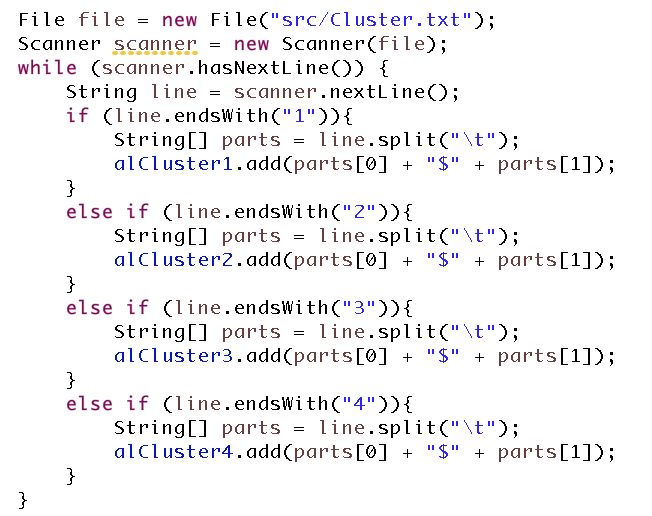 File file = new File("src/Cluster.txt");
Scanner scanner = new Scanner(file);
while (scanner.hasNextLine()) {
    String line = scanner.nextLine();
    if (line.endsWith("1")){
        String[] parts = line.split("\t");
        alCluster1.add(parts[0] + "$" + parts[1]);
    }
    else if (line.endsWith("2")){
        String[] parts = line.split("\t");
        alCluster2.add(parts[0] + "$" + parts[1]);
    }
    else if (line.endsWith("3")){
        String[] parts = line.split("\t");
        alCluster3.add(parts[0] + "$" + parts[1]);
    }
    else if (line.endsWith("4")){
        String[] parts = line.split("\t");
        alCluster4.add(parts[0] + "$" + parts[1]);
    }
}